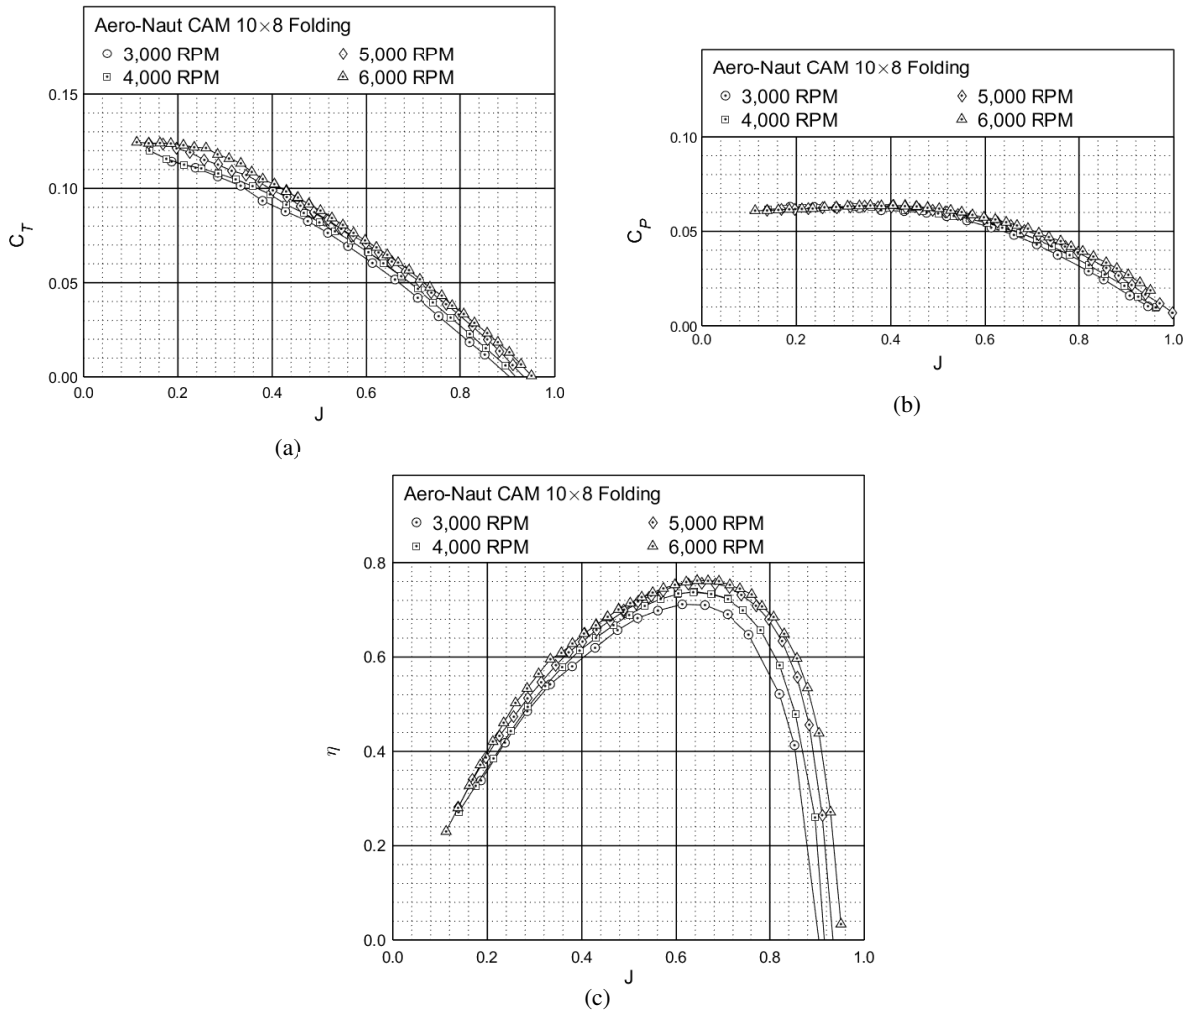 Aero-Naut CAM 10×8 Folding
3,000 RPM 5,000 RPM
4,000 RPM 6,000 RPM
0.15
0.10
0.05
0.00
C_T
0.0 0.2 0.4 0.6 0.8 1.0
J
(a)
Aero-Naut CAM 10×8 Folding
3,000 RPM 5,000 RPM
4,000 RPM 6,000 RPM
0.10
0.05
0.00
C_P
0.0 0.2 0.4 0.6 0.8 1.0
J
(b)
Aero-Naut CAM 10×8 Folding
3,000 RPM 5,000 RPM
4,000 RPM 6,000 RPM
0.8
0.6
0.4
0.2
0.0
η
0.0 0.2 0.4 0.6 0.8 1.0
J
(c)